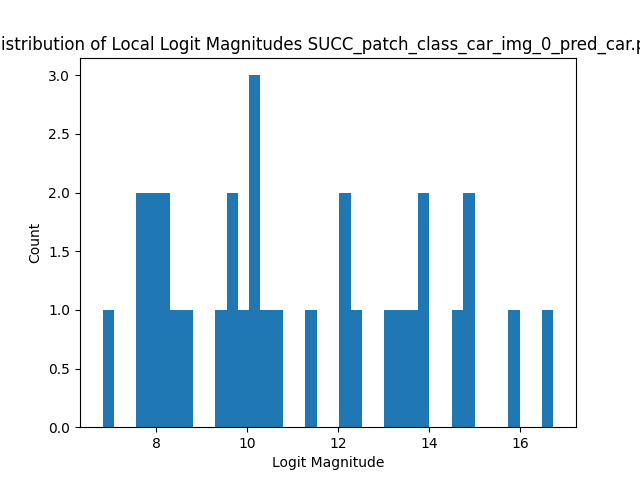 istribution of Local Logit Magnitudes SUCC_patch_class_car_img_0_pred_car.p
3.0
2.5
2.0
1.5
1.0
0.5
0.0
Count
8 10 12 14 16
Logit Magnitude